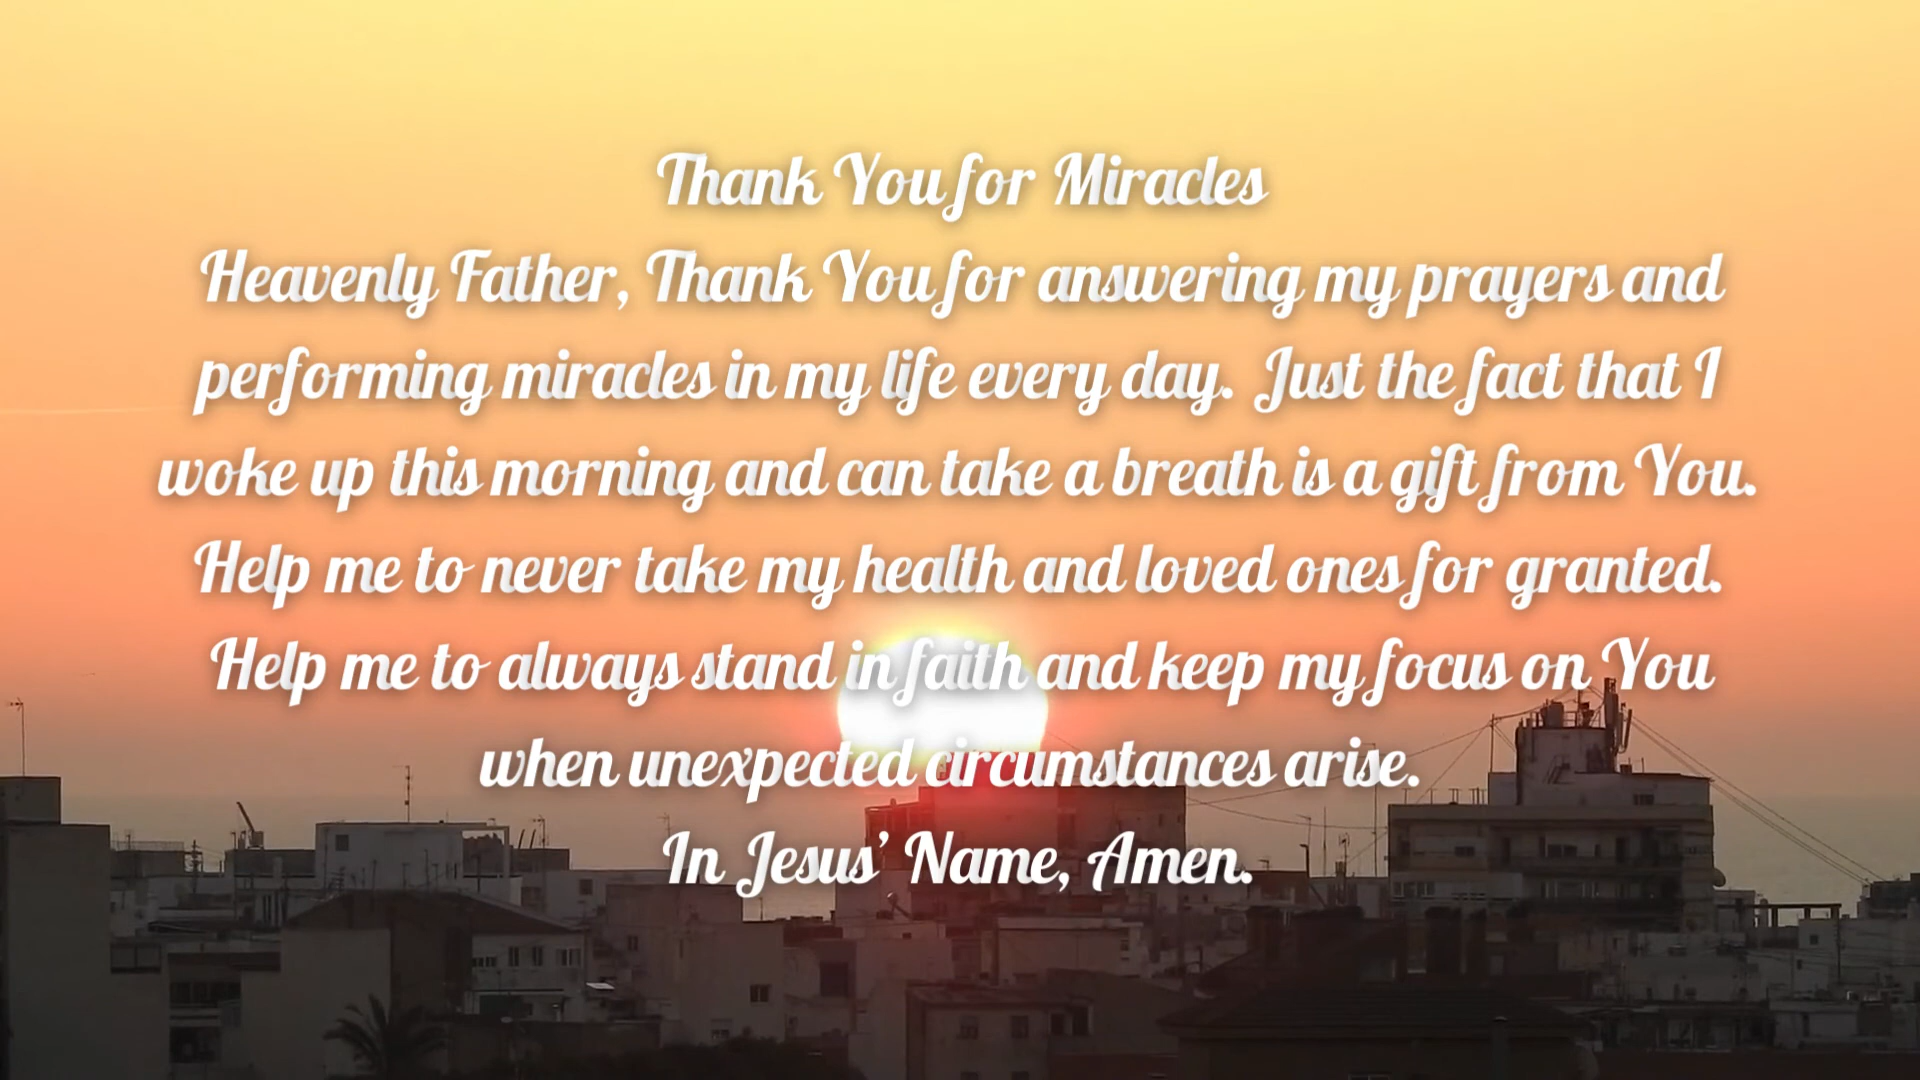 Thank You for Miracles
Heavenly Father, Thank You for answering my prayers and
performing miracles in my life every day. Just the fact that I
woke up this morning and can take a breath is a gift from You.
Help me to never take my health and loved ones for granted.
Help me to always stand in faith and keep my focus on You
when unexpected circumstances arise.
In Jesus’ Name, Amen.